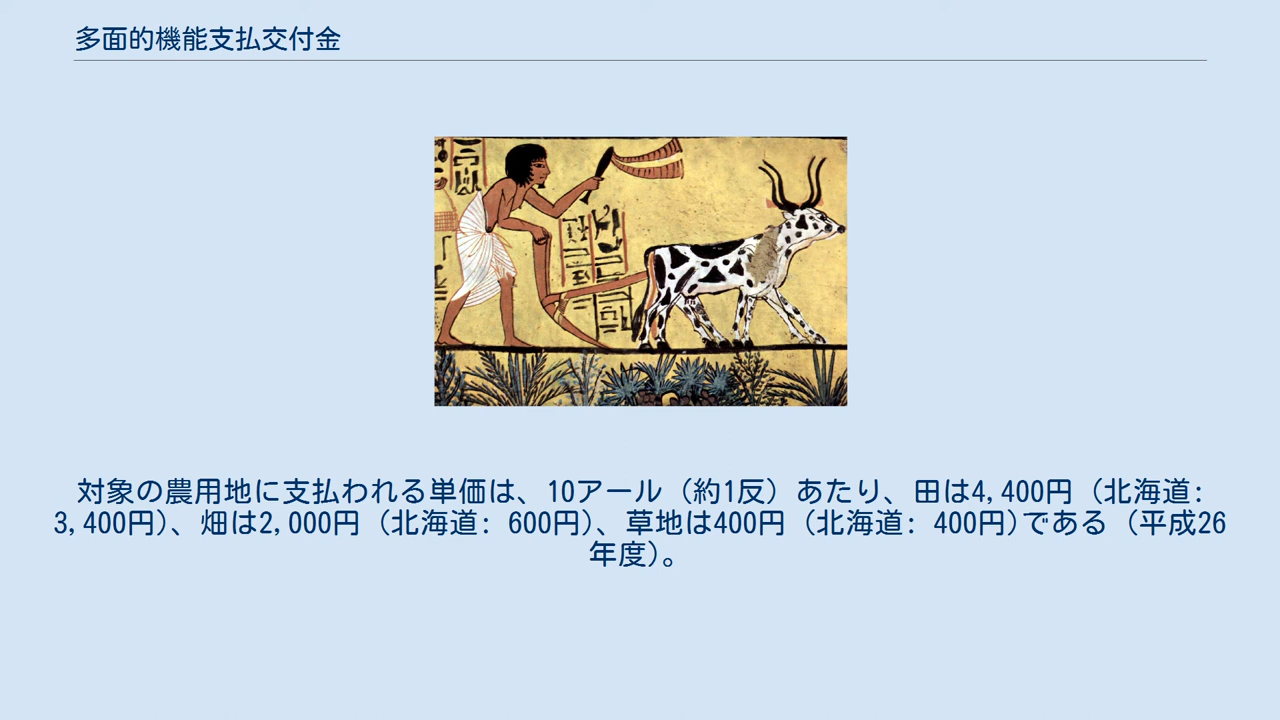 多面的機能支払交付金
対象の農用地に支払われる単価は、10アール（約1反）あたり、田は4,400円（北海道：
3,400円）、畑は2,000円（北海道：600円）、草地は400円（北海道：400円）である（平成26
年度）。